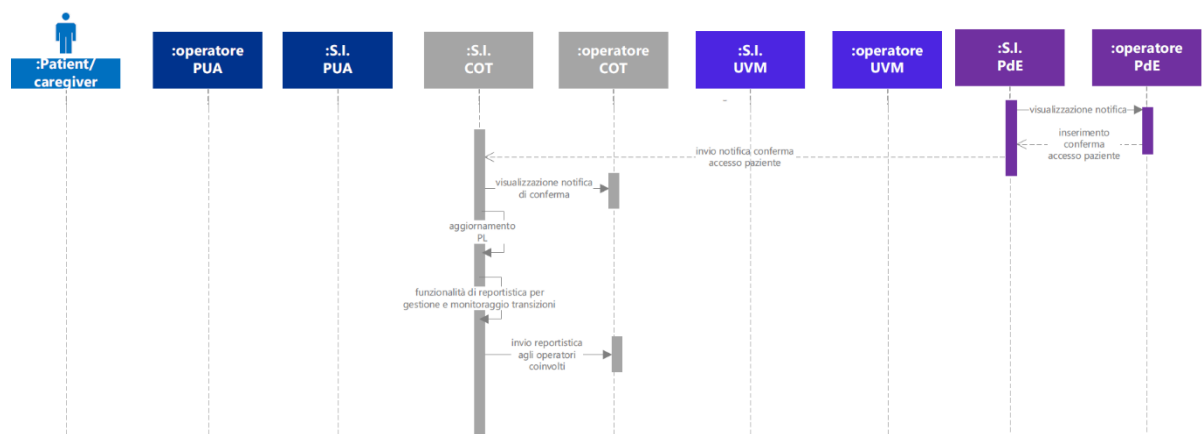 :Patient/
caregiver
:operatore
PUA
:S.I.
PUA
:S.I.
COT
:operatore
COT
:S.I.
UVM
:operatore
UVM
:S.I.
PdE
:operatore
PdE
visualizzazione notifica
inserimento
conferma
accesso paziente
invio notifica conferma
accesso paziente
visualizzazione notifica
di conferma
aggiornamento
PL
funzionalità di reportistica per
gestione e monitoraggio transizioni
invio reportistica
agli operatori
coinvolti